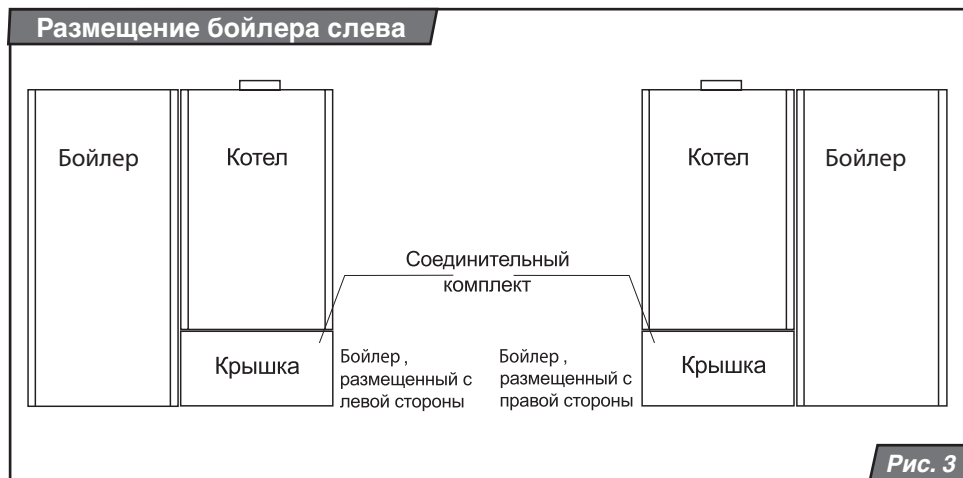 Размещение бойлера слева
Бойлер
Котел
Котел
Бойлер
Соединительный
комплект
Крышка
Бойлер ,
размещенный с
левой стороны
Бойлер ,
размещенный с
правой стороны
Крышка
Рис. 3